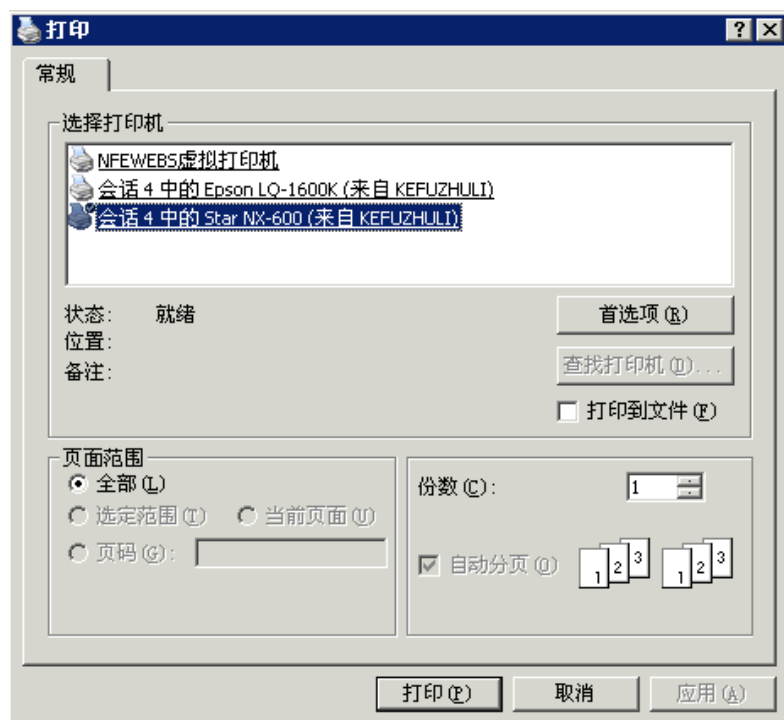 打印
常规
选择打印机
NFEWEBS虚拟打印机
会话 4 中的 Epson LQ-1600K (来自 KEFUZHULI)
会话 4 中的 Star NX-600 (来自 KEFUZHULI)
状态: 就绪
位置:
备注:
首选项(R)
查找打印机(D)...
打印到文件(F)
页面范围
全部(L)
选定范围(T) 当前页面(U)
页码(G):
份数(C): 1
自动分页(O)
1 2 3 1 2 3
打印(P) 取消 应用(A)